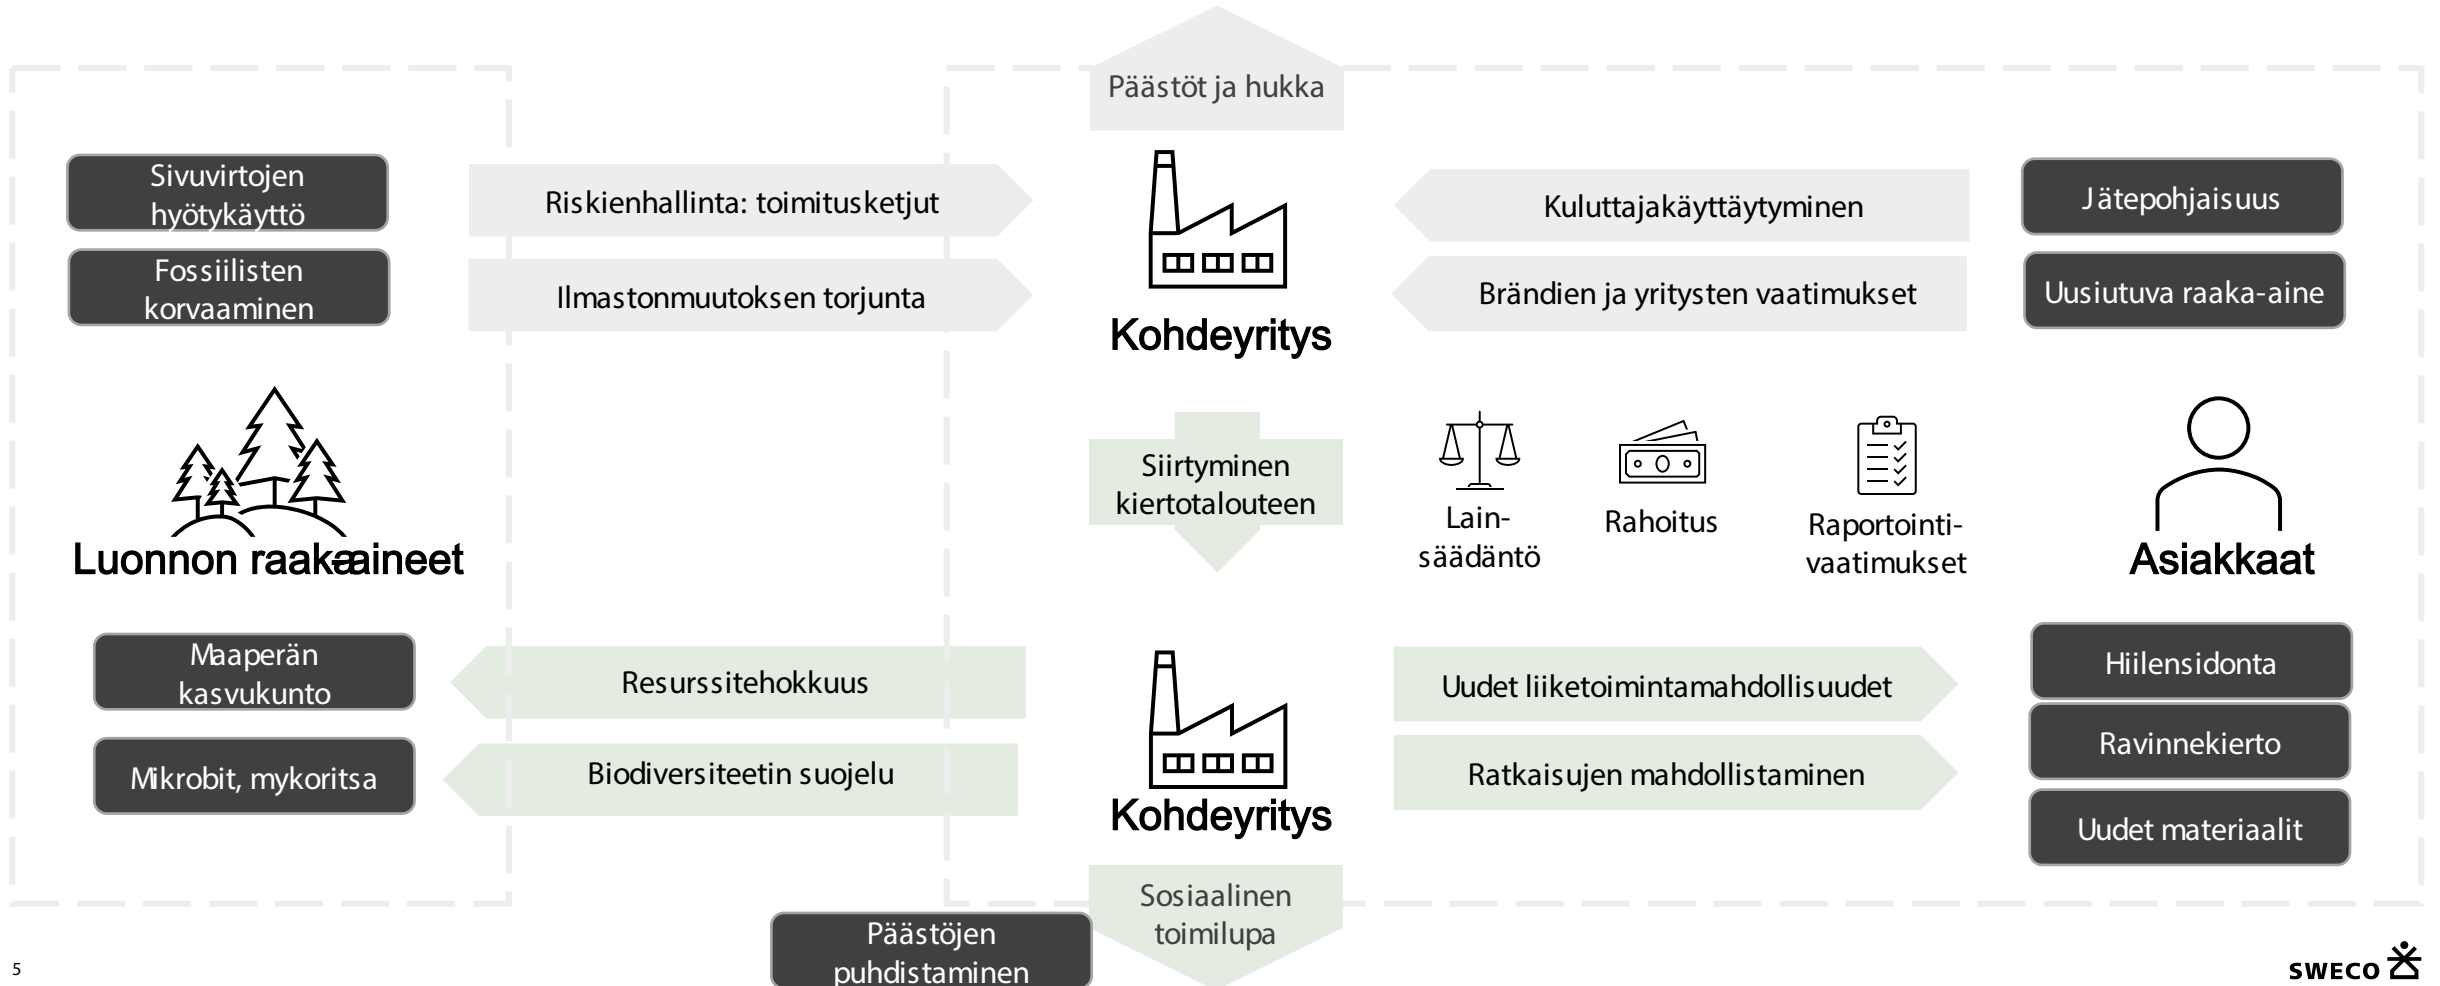 Päästöt ja hukka
Sivuvirtojen
hyötykäyttö
Fossiilisten
korvaaminen
Riskienhallinta: toimitusketjut
Ilmastonmuutoksen torjunta
Kohdeyritys
Kuluttajakäyttäytyminen
Brändien ja yritysten vaatimukset
Jätepohjaisuus
Uusiutuva raaka-aine
Luonnon raaka-aineet
Siirtyminen
kiertotalouteen
Lain-
säädäntö
Rahoitus
Raportointi-
vaatimukset
Asiakkaat
Maaperän
kasvukunto
Mikrobit, mykoritsa
Resurssitehokkuus
Biodiversiteetin suojelu
Kohdeyritys
Uudet liiketoimintamahdollisuudet
Ratkaisujen mahdollistaminen
Hiilensidonta
Ravinnekierto
Uudet materiaalit
Sosiaalinen
toimilupa
Päästöjen
puhdistaminen
5
SWECO